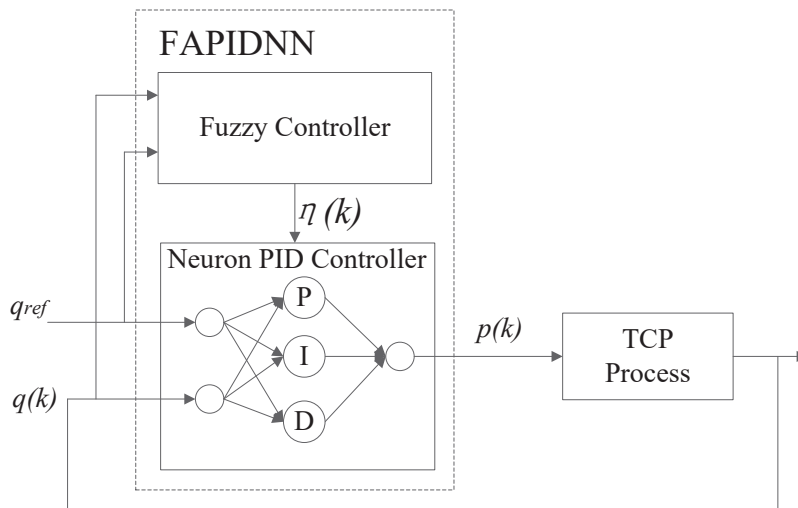 FAPIDNN
Fuzzy Controller
η (k)
Neuron PID Controller
P
qref
I
p(k)
TCP
Process
q(k)
D